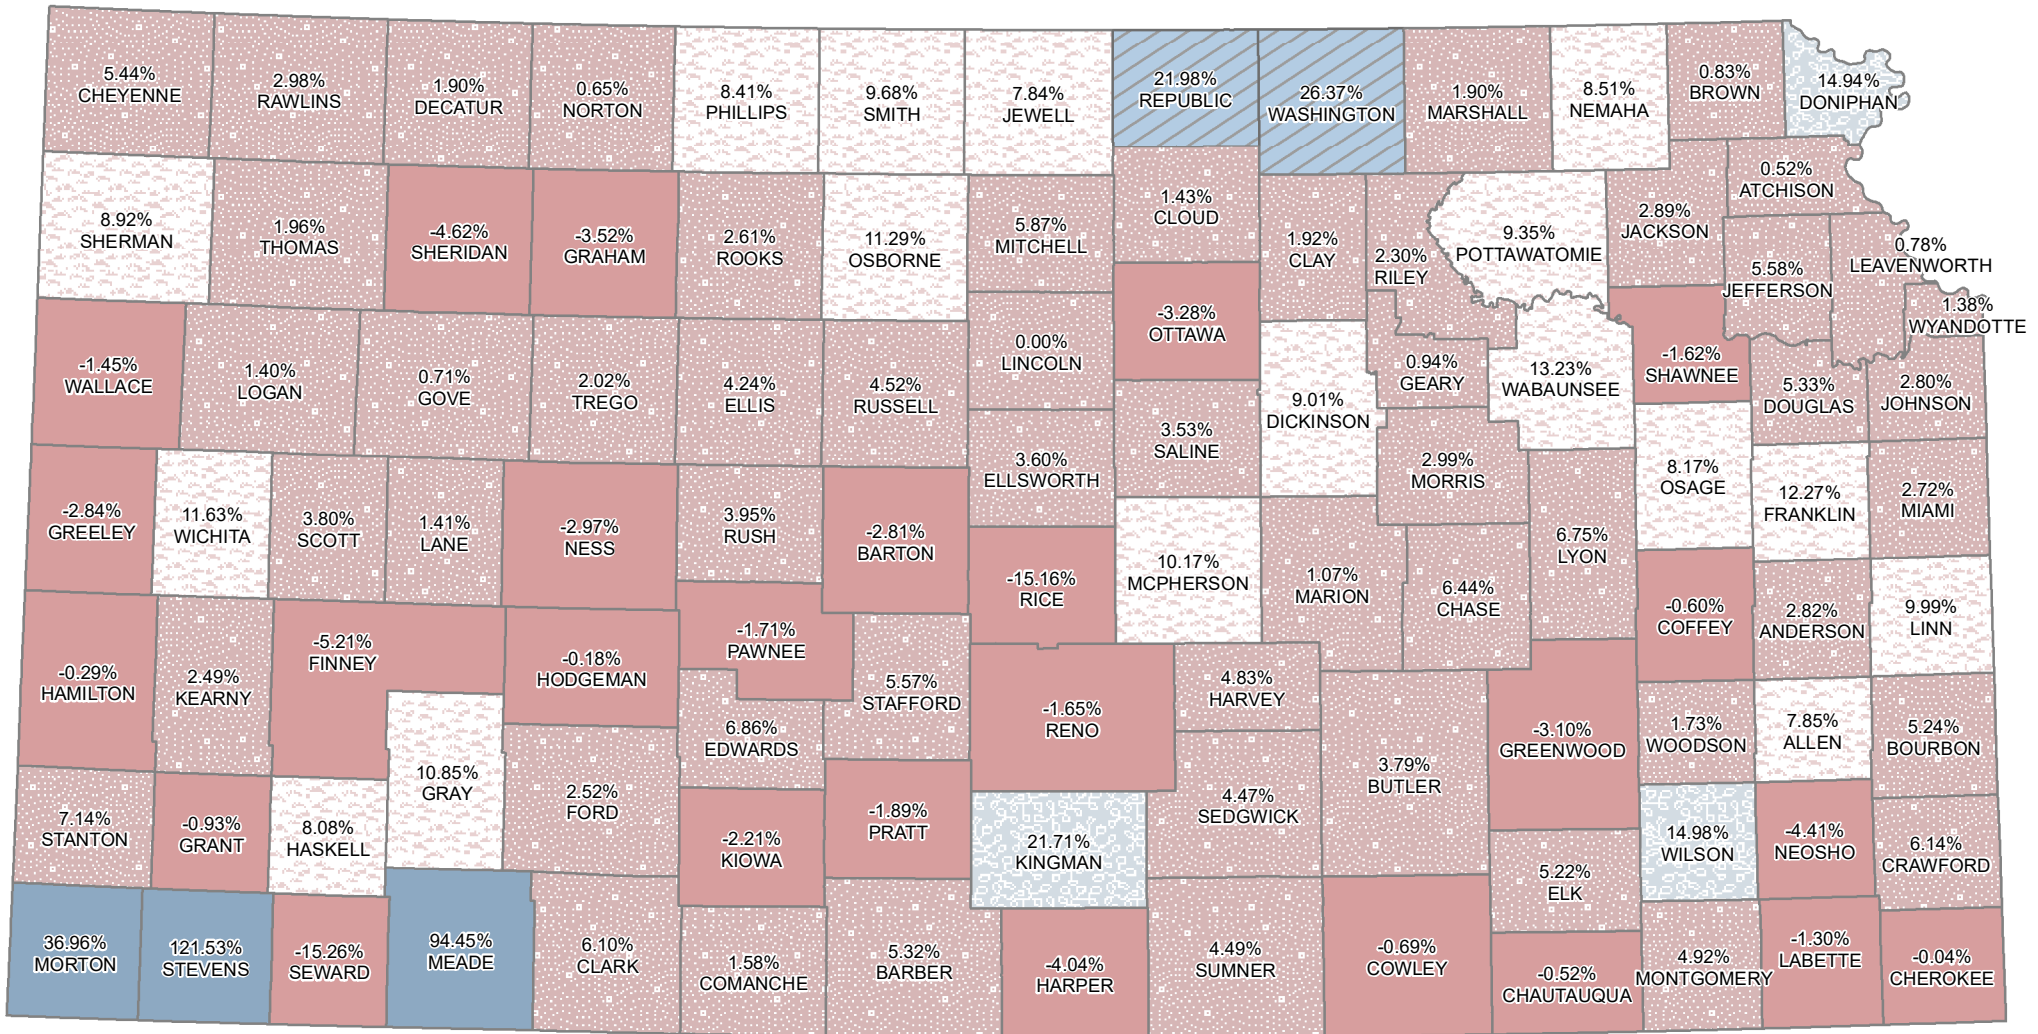 5.44%
CHEYENNE
2.98%
RAWLINS
1.90%
DECATUR
0.65%
NORTON
8.41%
PHILLIPS
9.68%
SMITH
7.84%
JEWELL
21.98%
REPUBLIC
26.37%
WASHINGTON
1.90%
MARSHALL
8.51%
NEMAHA
0.83%
BROWN
14.94%
DONIPHAN
8.92%
SHERMAN
1.96%
THOMAS
-4.62%
SHERIDAN
-3.52%
GRAHAM
2.61%
ROOKS
11.29%
OSBORNE
5.87%
MITCHELL
1.43%
CLOUD
1.92%
CLAY
2.30%
RILEY
9.35%
POTTAWATOMIE
2.89%
JACKSON
0.52%
ATCHISON
5.58%
JEFFERSON
0.78%
LEAVENWORTH
1.38%
WYANDOTTE
-1.45%
WALLACE
1.40%
LOGAN
0.71%
GOVE
2.02%
TREGO
4.24%
ELLIS
4.52%
RUSSELL
0.00%
LINCOLN
-3.28%
OTTAWA
9.01%
DICKINSON
0.94%
GEARY
13.23%
WABAUNSEE
-1.62%
SHAWNEE
5.33%
DOUGLAS
2.80%
JOHNSON
-2.84%
GREELEY
11.63%
WICHITA
3.80%
SCOTT
1.41%
LANE
-2.97%
NESS
3.95%
RUSH
-2.81%
BARTON
3.60%
ELLSWORTH
3.53%
SALINE
2.99%
MORRIS
8.17%
OSAGE
12.27%
FRANKLIN
2.72%
MIAMI
-15.16%
RICE
10.17%
MCPHERSON
1.07%
MARION
6.44%
CHASE
6.75%
LYON
-0.60%
COFFEY
2.82%
ANDERSON
9.99%
LINN
-0.29%
HAMILTON
2.49%
KEARNY
-5.21%
FINNEY
-0.18%
HODGEMAN
-1.71%
PAWNEE
5.57%
STAFFORD
-1.65%
RENO
4.83%
HARVEY
3.79%
BUTLER
-3.10%
GREENWOOD
1.73%
WOODSON
7.85%
ALLEN
5.24%
BOURBON
7.14%
STANTON
-0.93%
GRANT
8.08%
HASKELL
10.85%
GRAY
2.52%
FORD
6.86%
EDWARDS
-2.21%
KIOWA
-1.89%
PRATT
21.71%
KINGMAN
4.47%
SEDGWICK
5.22%
ELK
14.98%
WILSON
-4.41%
NEOSHO
6.14%
CRAWFORD
36.96%
MORTON
121.53%
STEVENS
-15.26%
SEWARD
94.45%
MEADE
6.10%
CLARK
1.58%
COMANCHE
5.32%
BARBER
-4.04%
HARPER
4.49%
SUMNER
-0.69%
COWLEY
-0.52%
CHAUTAUQUA
4.92%
MONTGOMERY
-1.30%
LABETTE
-0.04%
CHEROKEE